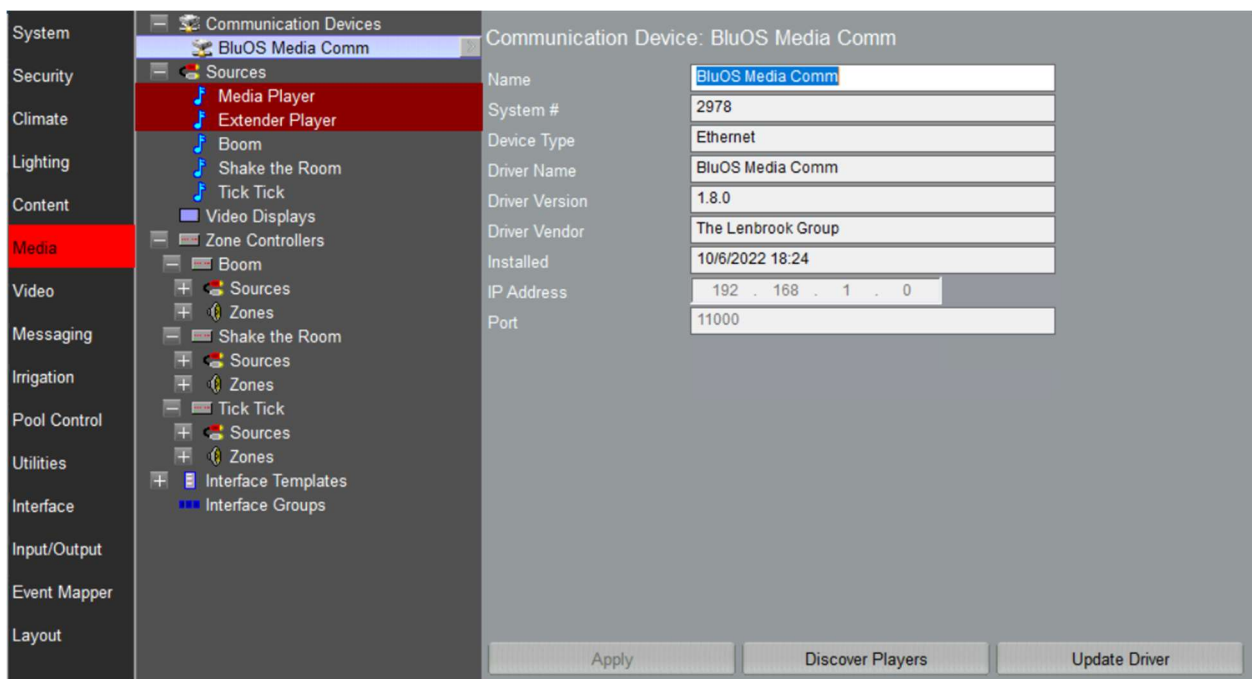 System
Security
Climate
Lighting
Content
Media
Video
Messaging
Irrigation
Pool Control
Utilities
Interface
Input/Output
Event Mapper
Layout
Communication Devices
BluOS Media Comm
Sources
Media Player
Extender Player
Boom
Shake the Room
Tick Tick
Video Displays
Zone Controllers
Boom
Sources
Zones
Shake the Room
Sources
Zones
Tick Tick
Sources
Zones
Interface Templates
Interface Groups
Communication Device: BluOS Media Comm
Name BluOS Media Comm
System # 2978
Device Type Ethernet
Driver Name BluOS Media Comm
Driver Version 1.8.0
Driver Vendor The Lenbrook Group
Installed 10/6/2022 18:24
IP Address 192 . 168 . 1 . 0
Port 11000
Apply Discover Players Update Driver